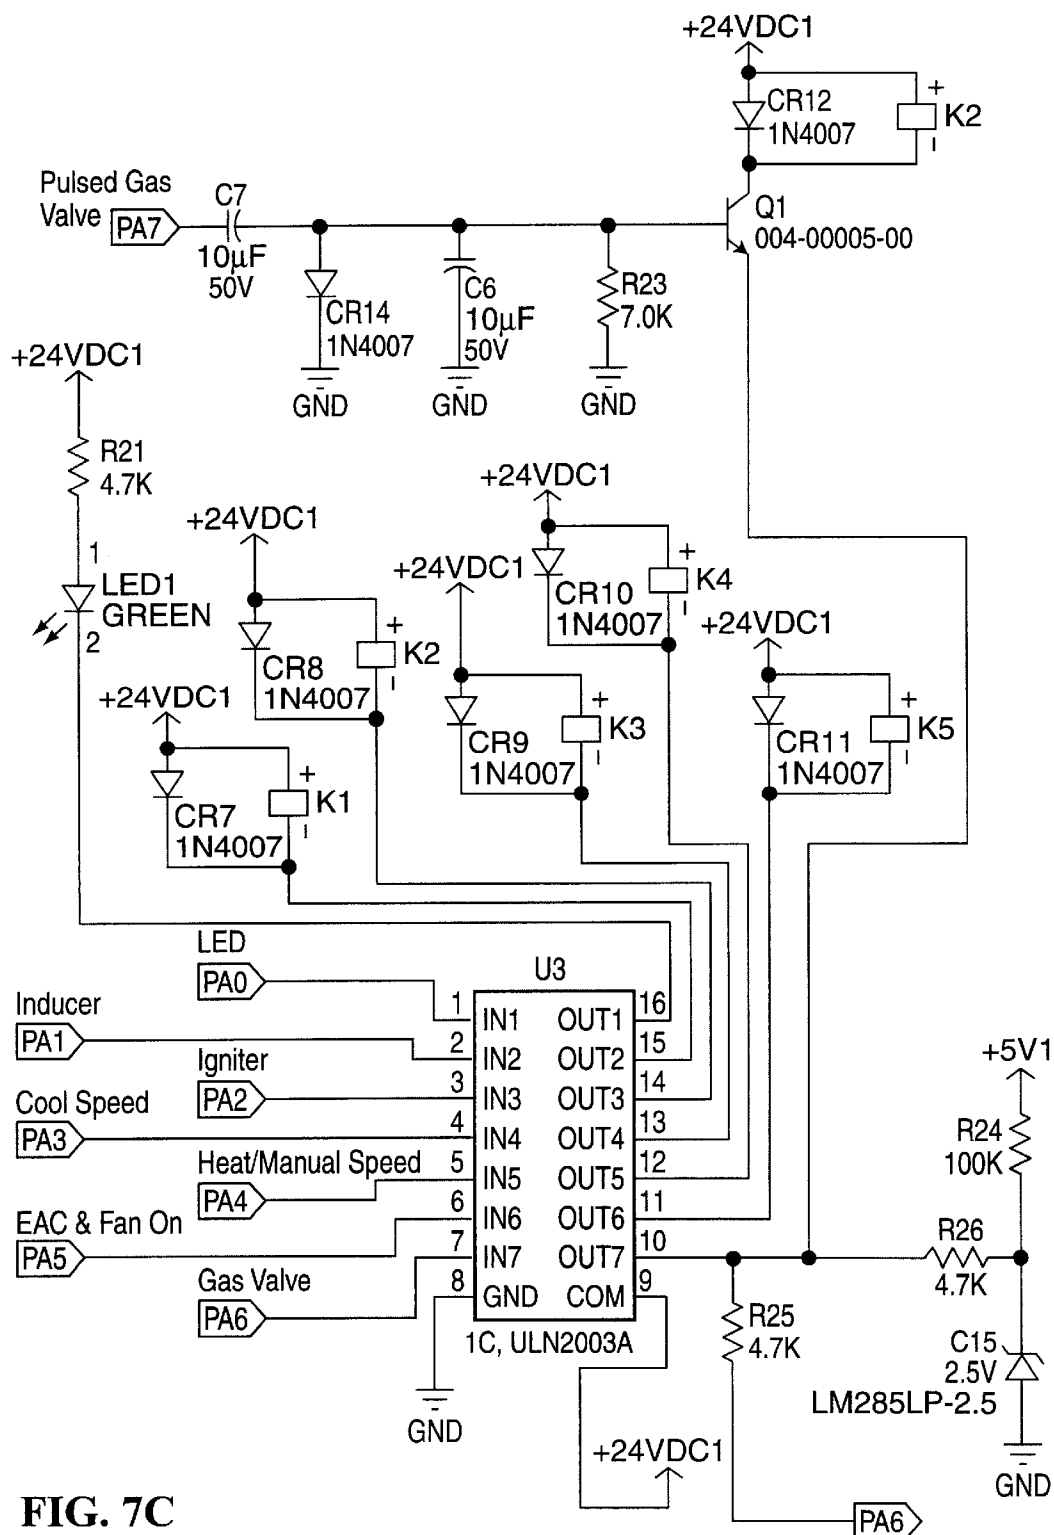 +24VDC1
CR12
1N4007
+
K2
-
Pulsed Gas
Valve
PA7
C7
10µF
50V
Q1
004-00005-00
CR14
1N4007
C6
10µF
50V
R23
7.0K
GND
GND
GND
+24VDC1
R21
4.7K
1
LED1
GREEN
2
+24VDC1
CR8
1N4007
+
K2
-
+24VDC1
CR10
1N4007
+
K4
-
+24VDC1
CR9
1N4007
+
K3
-
+24VDC1
CR11
1N4007
+
K5
-
+24VDC1
CR7
1N4007
+
K1
-
LED
PA0
Inducer
PA1
Igniter
PA2
Cool Speed
PA3
Heat/Manual Speed
PA4
EAC & Fan On
PA5
Gas Valve
PA6
U3
1 IN1 OUT1 16
2 IN2 OUT2 15
3 IN3 OUT3 14
4 IN4 OUT4 13
5 IN5 OUT5 12
6 IN6 OUT6 11
7 IN7 OUT7 10
8 GND COM 9
1C, ULN2003A
GND
+24VDC1
+5V1
R24
100K
R26
4.7K
R25
4.7K
C15
2.5V
LM285LP-2.5
GND
PA6
FIG. 7C